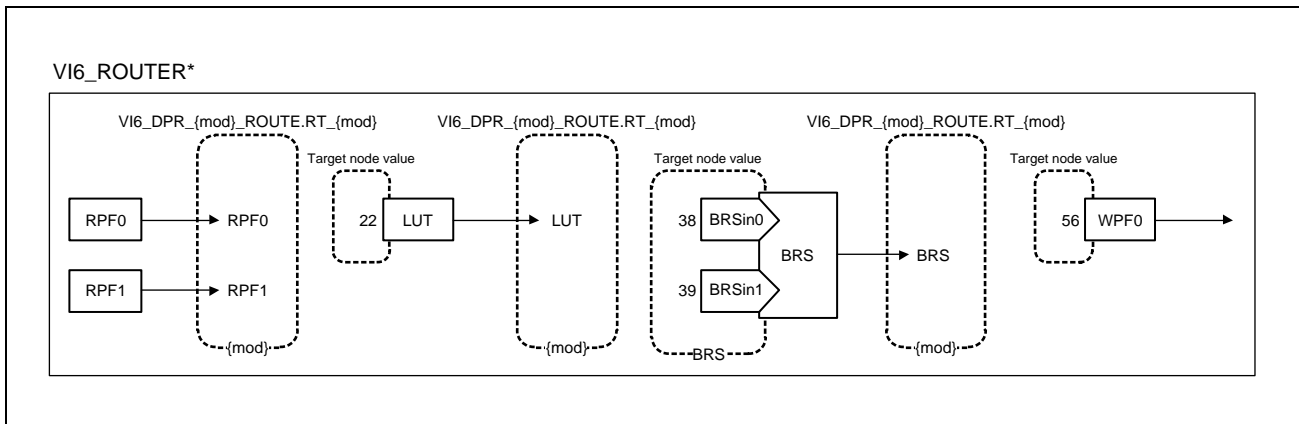 VI6_ROUTER*
VI6_DPR_{mod}_ROUTE.RT_{mod} VI6_DPR_{mod}_ROUTE.RT_{mod} VI6_DPR_{mod}_ROUTE.RT_{mod}
Target node value Target node value Target node value
RPF0 RPF0 22 LUT LUT 38 BRSin0 56 WPF0
BRS BRS
RPF1 RPF1 39 BRSin1
{mod} {mod} BRS {mod}